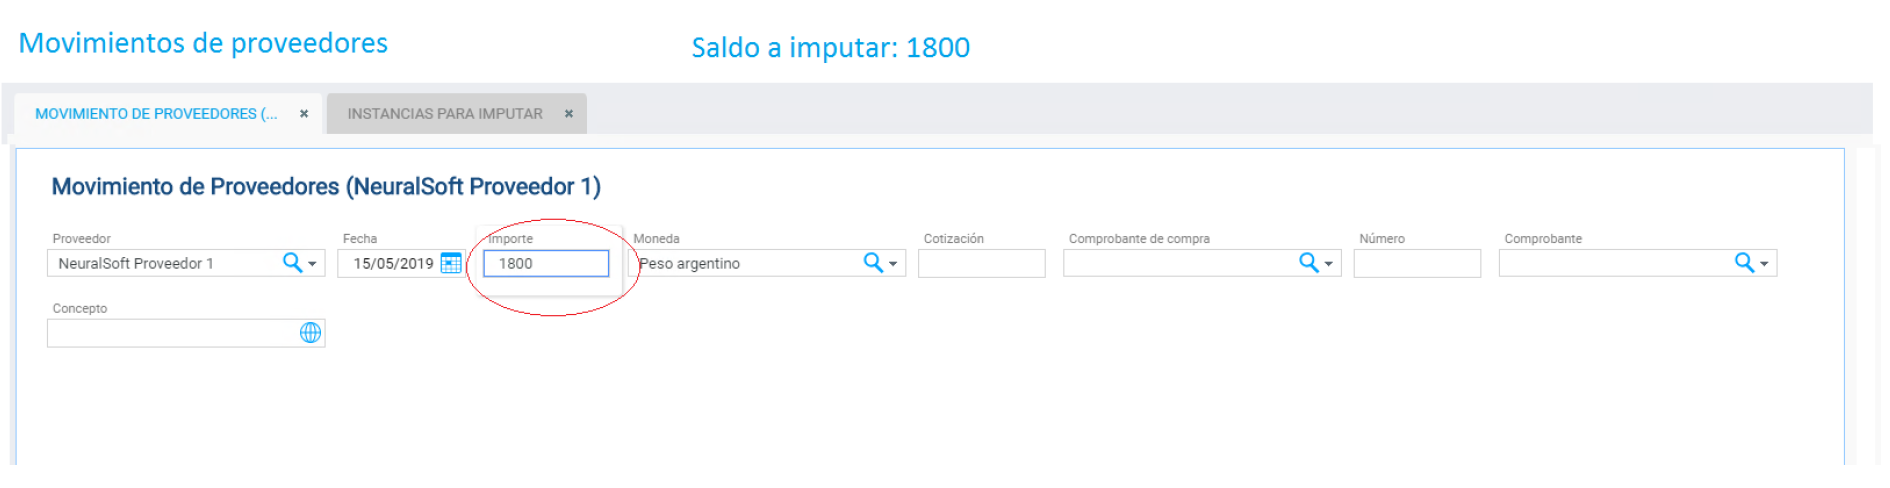 Movimientos de proveedores
Saldo a imputar: 1800
MOVIMIENTO DE PROVEEDORES (... × INSTANCIAS PARA IMPUTAR ×
Movimiento de Proveedores (NeuralSoft Proveedor 1)
Proveedor Fecha Importe Moneda Cotización Comprobante de compra Número Comprobante
NeuralSoft Proveedor 1 15/05/2019 1800 Peso argentino
Concepto